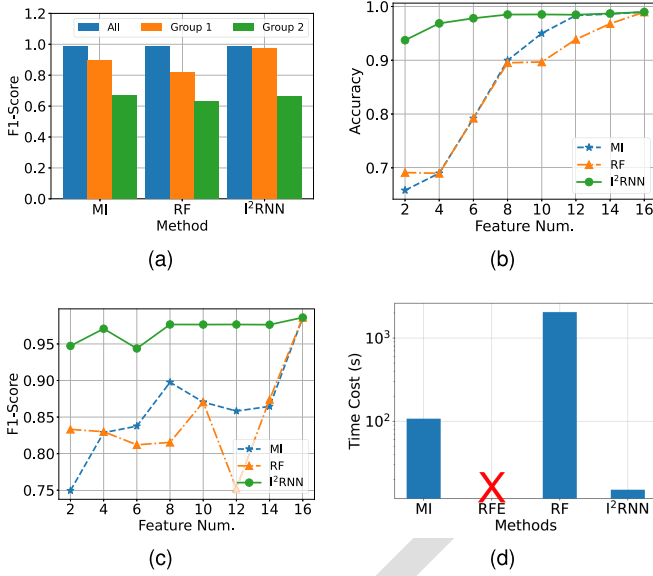 1.2
1.0
0.8
0.6
0.4
0.2
0.0
F1-Score
All Group 1 Group 2
MI RF I²RNN
Method
(a)
1.0
0.9
0.8
0.7
Accuracy
MI
RF
I²RNN
2 4 6 8 10 12 14 16
Feature Num.
(b)
0.95
0.90
0.85
0.80
0.75
F1-Score
MI
RF
I²RNN
2 4 6 8 10 12 14 16
Feature Num.
(c)
10³
10²
Time Cost (s)
X
MI RFE RF I²RNN
Methods
(d)